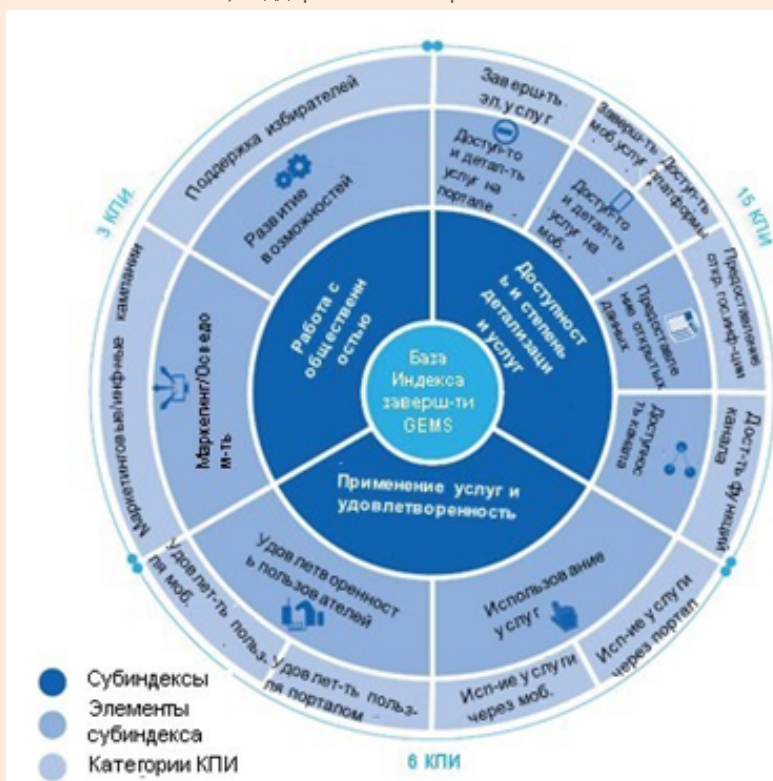 Поддержка избирателей
Заверш-ть
эл.услуг
Заверш-ть
моб.услуг
Доступ-ть
платформы
3 КПИ
15 КПИ
Развитие
возможностей
Доступ-то
и детал-ть
услуг на
портале
Доступ-то
и детал-ть
услуг на
моб.
Предоставление
откр. гос.инф-ции
Маркетинговые/инф-ные кампании
Маркетинг/Осведо
м-ть
Работа с
общественн
остью
Доступност
ь и степень
детализаци
и услуг
Предоставле
ние открытых
данных
База
Индекса
заверш-ти
GEMS
Доступнос
ть канала
Дост-ть функций
канала
Применение услуг и
удовлетворенность
Удовлетворенност
ь пользователей
Использование
услуг
Удовлет-ть польз-
ля моб.
Удовлет-ть польз-
ля порталом
Исп-ие услуги
через моб.
Исп-ие услуги
через портал
Субиндексы
Элементы
субиндекса
Категории КПИ
6 КПИ